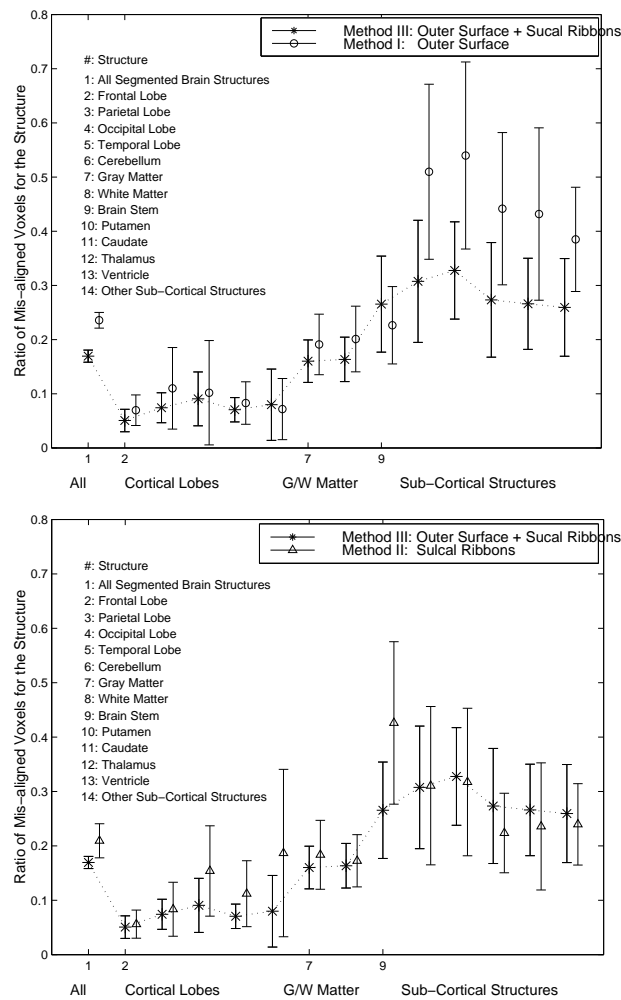 0.8
Method III: Outer Surface + Sucal Ribbons
Method I: Outer Surface
0.7
#: Structure
1: All Segmented Brain Structures
2: Frontal Lobe
0.6
3: Parietal Lobe
4: Occipital Lobe
5: Temporal Lobe
0.5
6: Cerebellum
7: Gray Matter
8: White Matter
9: Brain Stem
0.4
10: Putamen
11: Caudate
12: Thalamus
13: Ventricle
0.3
14: Other Sub−Cortical Structures
0.2
0.1
0
Ratio of Mis−aligned Voxels for the Structure
1 2 7 9
All Cortical Lobes G/W Matter Sub−Cortical Structures
0.8
Method III: Outer Surface + Sucal Ribbons
Method II: Sulcal Ribbons
0.7
#: Structure
1: All Segmented Brain Structures
2: Frontal Lobe
0.6
3: Parietal Lobe
4: Occipital Lobe
5: Temporal Lobe
0.5
6: Cerebellum
7: Gray Matter
8: White Matter
9: Brain Stem
0.4
10: Putamen
11: Caudate
12: Thalamus
13: Ventricle
0.3
14: Other Sub−Cortical Structures
0.2
0.1
0
Ratio of Mis−aligned Voxels for the Structure
1 2 7 9
All Cortical Lobes G/W Matter Sub−Cortical Structures